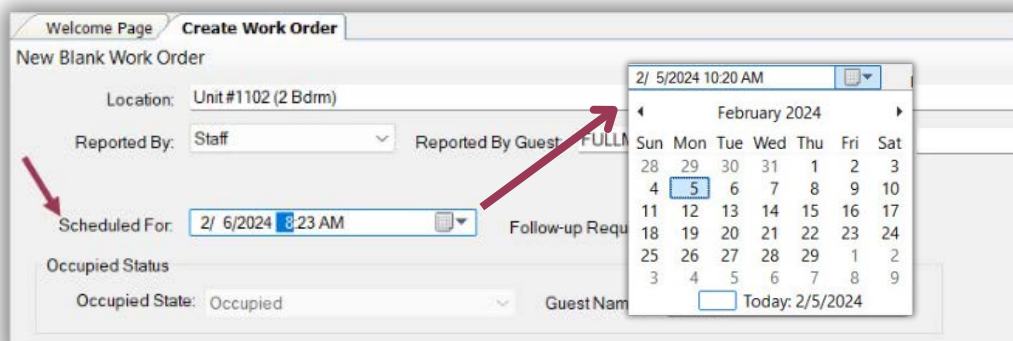 Welcome Page
Create Work Order
New Blank Work Order
Location: Unit #1102 (2 Bdrm)
Reported By: Staff
Reported By Guest:
Scheduled For: 2/ 6/2024 8:23 AM
Follow-up
Occupied Status
Occupied State: Occupied
Guest
2/ 5/2024 10:20 AM
February 2024
Sun Mon Tue Wed Thu Fri Sat
28 29 30 31 1 2 3
4 5 6 7 8 9 10
11 12 13 14 15 16 17
18 19 20 21 22 23 24
25 26 27 28 29 1 2
3 4 5 6 7 8 9
Today: 2/5/2024